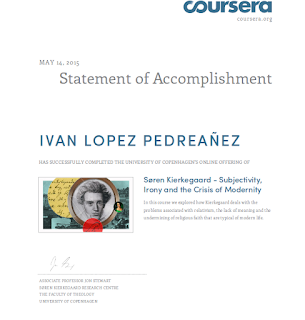 coursera
coursera.org
MAY 14, 2015
Statement of Accomplishment
IVAN LOPEZ PEDREAÑEZ
HAS SUCCESSFULLY COMPLETED THE UNIVERSITY OF COPENHAGEN'S ONLINE OFFERING OF
Søren Kierkegaard - Subjectivity,
Irony and the Crisis of Modernity
In this course we explored how Kierkegaard deals with the
problems associated with relativism, the lack of meaning and the
undermining of religious faith that are typical of modern life.
ASSOCIATE PROFESSOR JON STEWART
SØREN KIERKEGAARD RESEARCH CENTRE
THE FACULTY OF THEOLOGY
UNIVERSITY OF COPENHAGEN